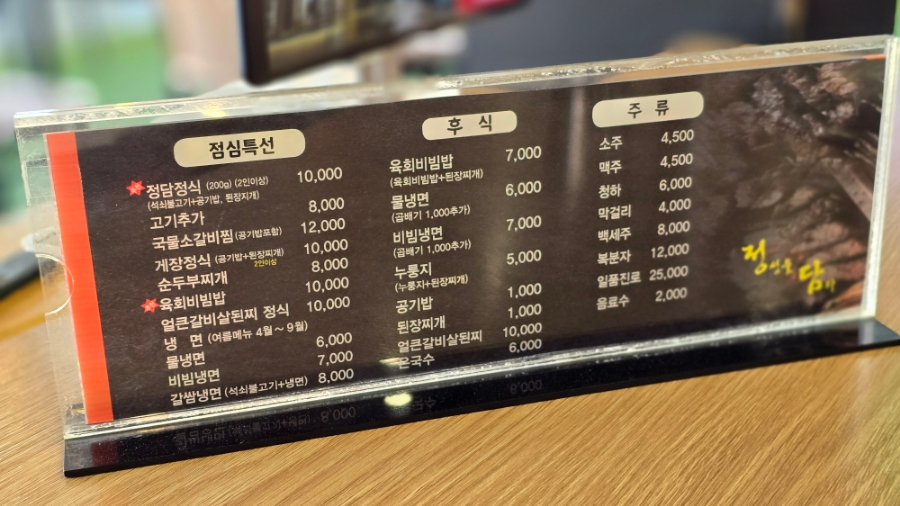 점심특선
정담정식 (200g) (2인이상) 10,000
(석쇠불고기+공기밥, 된장찌개)
고기추가 8,000
국물소갈비찜 (공기밥포함) 12,000
게장정식 (공기밥+된장찌개) 10,000
2인이상
순두부찌개 8,000
육회비빔밥 10,000
얼큰갈비살된찌 정식 10,000
냉 면 (여름메뉴 4월 ~ 9월)
물냉면 6,000
비빔냉면 7,000
갈쌈냉면 (석쇠불고기+냉면) 8,000
후 식
육회비빔밥 7,000
(육회비빔밥+된장찌개)
물냉면 6,000
(곱배기 1,000추가)
비빔냉면 7,000
(곱배기 1,000추가)
누룽지 5,000
(누룽지+된장찌개)
공기밥 1,000
된장찌개 1,000
얼큰갈비살된찌 10,000
온국수 6,000
주 류
소주 4,500
맥주 4,500
청하 6,000
막걸리 4,000
백세주 8,000
복분자 12,000
일품진로 25,000
음료수 2,000
정성을 담아